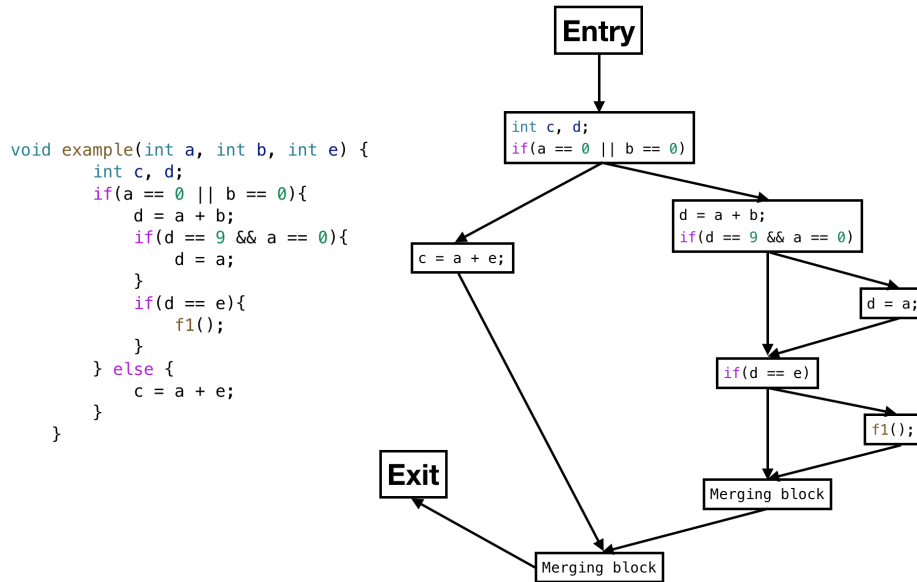 void example(int a, int b, int e) {
int c, d;
if(a == 0 || b == 0){
d = a + b;
if(d == 9 && a == 0){
d = a;
}
if(d == e){
f1();
}
} else {
c = a + e;
}
}
Entry
int c, d;
if(a == 0 || b == 0)
d = a + b;
if(d == 9 && a == 0)
c = a + e;
d = a;
if(d == e)
f1();
Exit
Merging block
Merging block